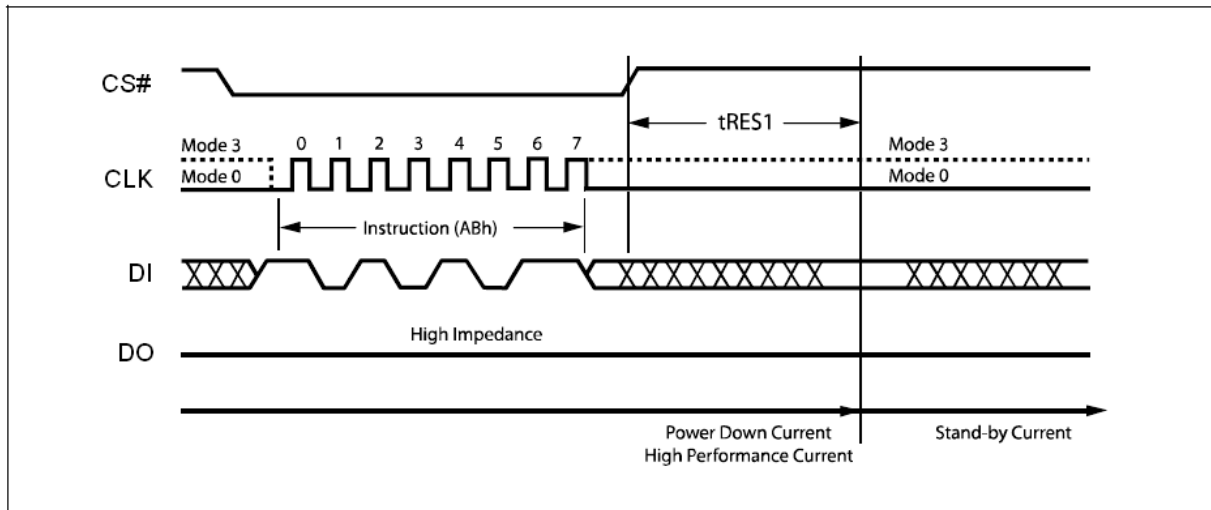 CS#
tRES1
Mode 3
0 1 2 3 4 5 6 7
Mode 3
CLK
Mode 0
Mode 0
Instruction (ABh)
DI
High Impedance
DO
Power Down Current
Stand-by Current
High Performance Current